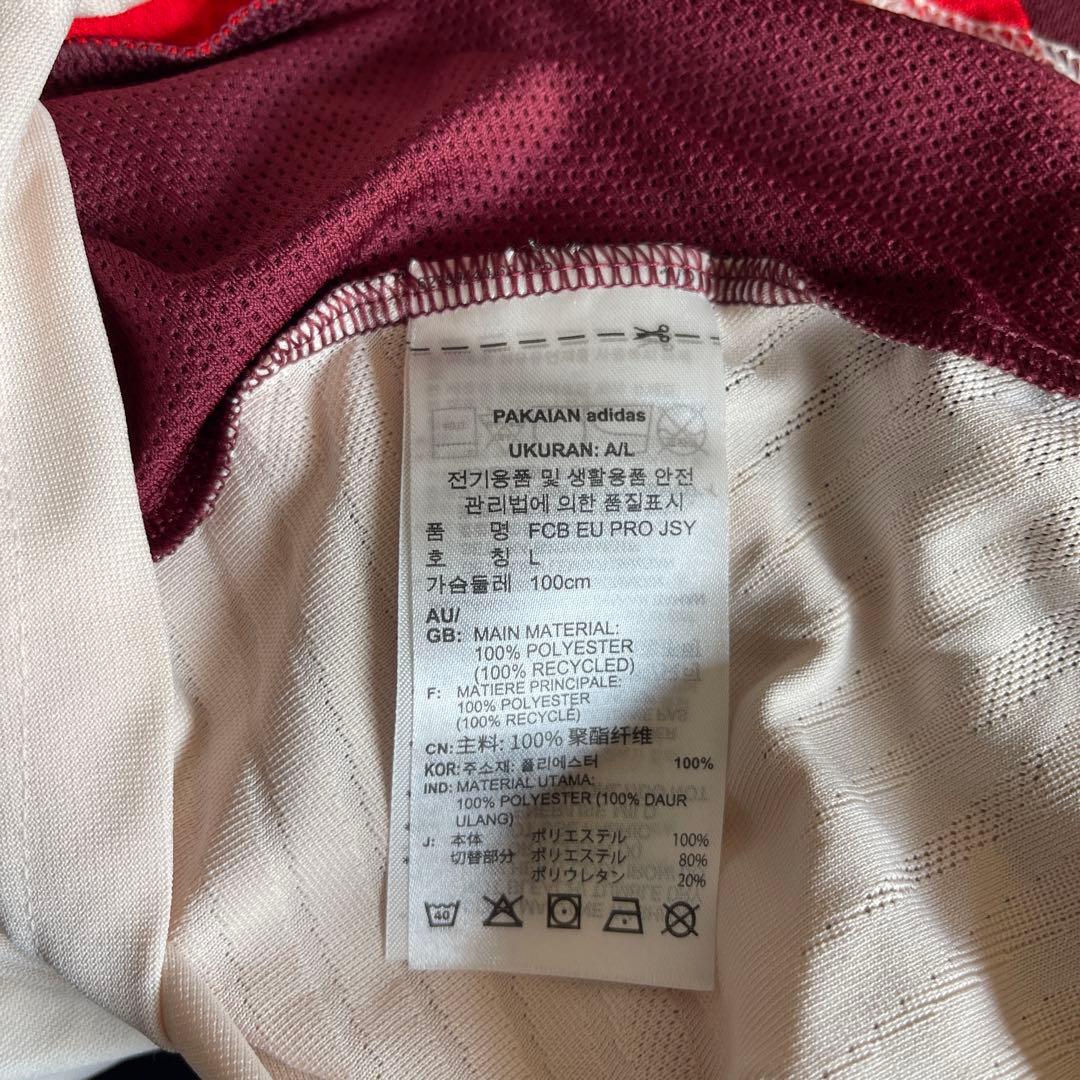 PAKAIAN adidas
UKURAN: A/L
전기용품 및 생활용품 안전
관리법에 의한 품질표시
품 명 FCB EU PRO JSY
호 칭 L
가슴둘레 100cm
AU/
GB: MAIN MATERIAL:
100% POLYESTER
(100% RECYCLED)
F: MATIERE PRINCIPALE:
100% POLYESTER
(100% RECYCLÉ)
CN: 主料: 100% 聚酯纤维
KOR: 주소재: 폴리에스터 100%
IND: MATERIAL UTAMA:
100% POLYESTER (100% DAUR
ULANG)
J: 本体 ポリエステル 100%
切替部分 ポリエステル 80%
ポリウレタン 20%
40